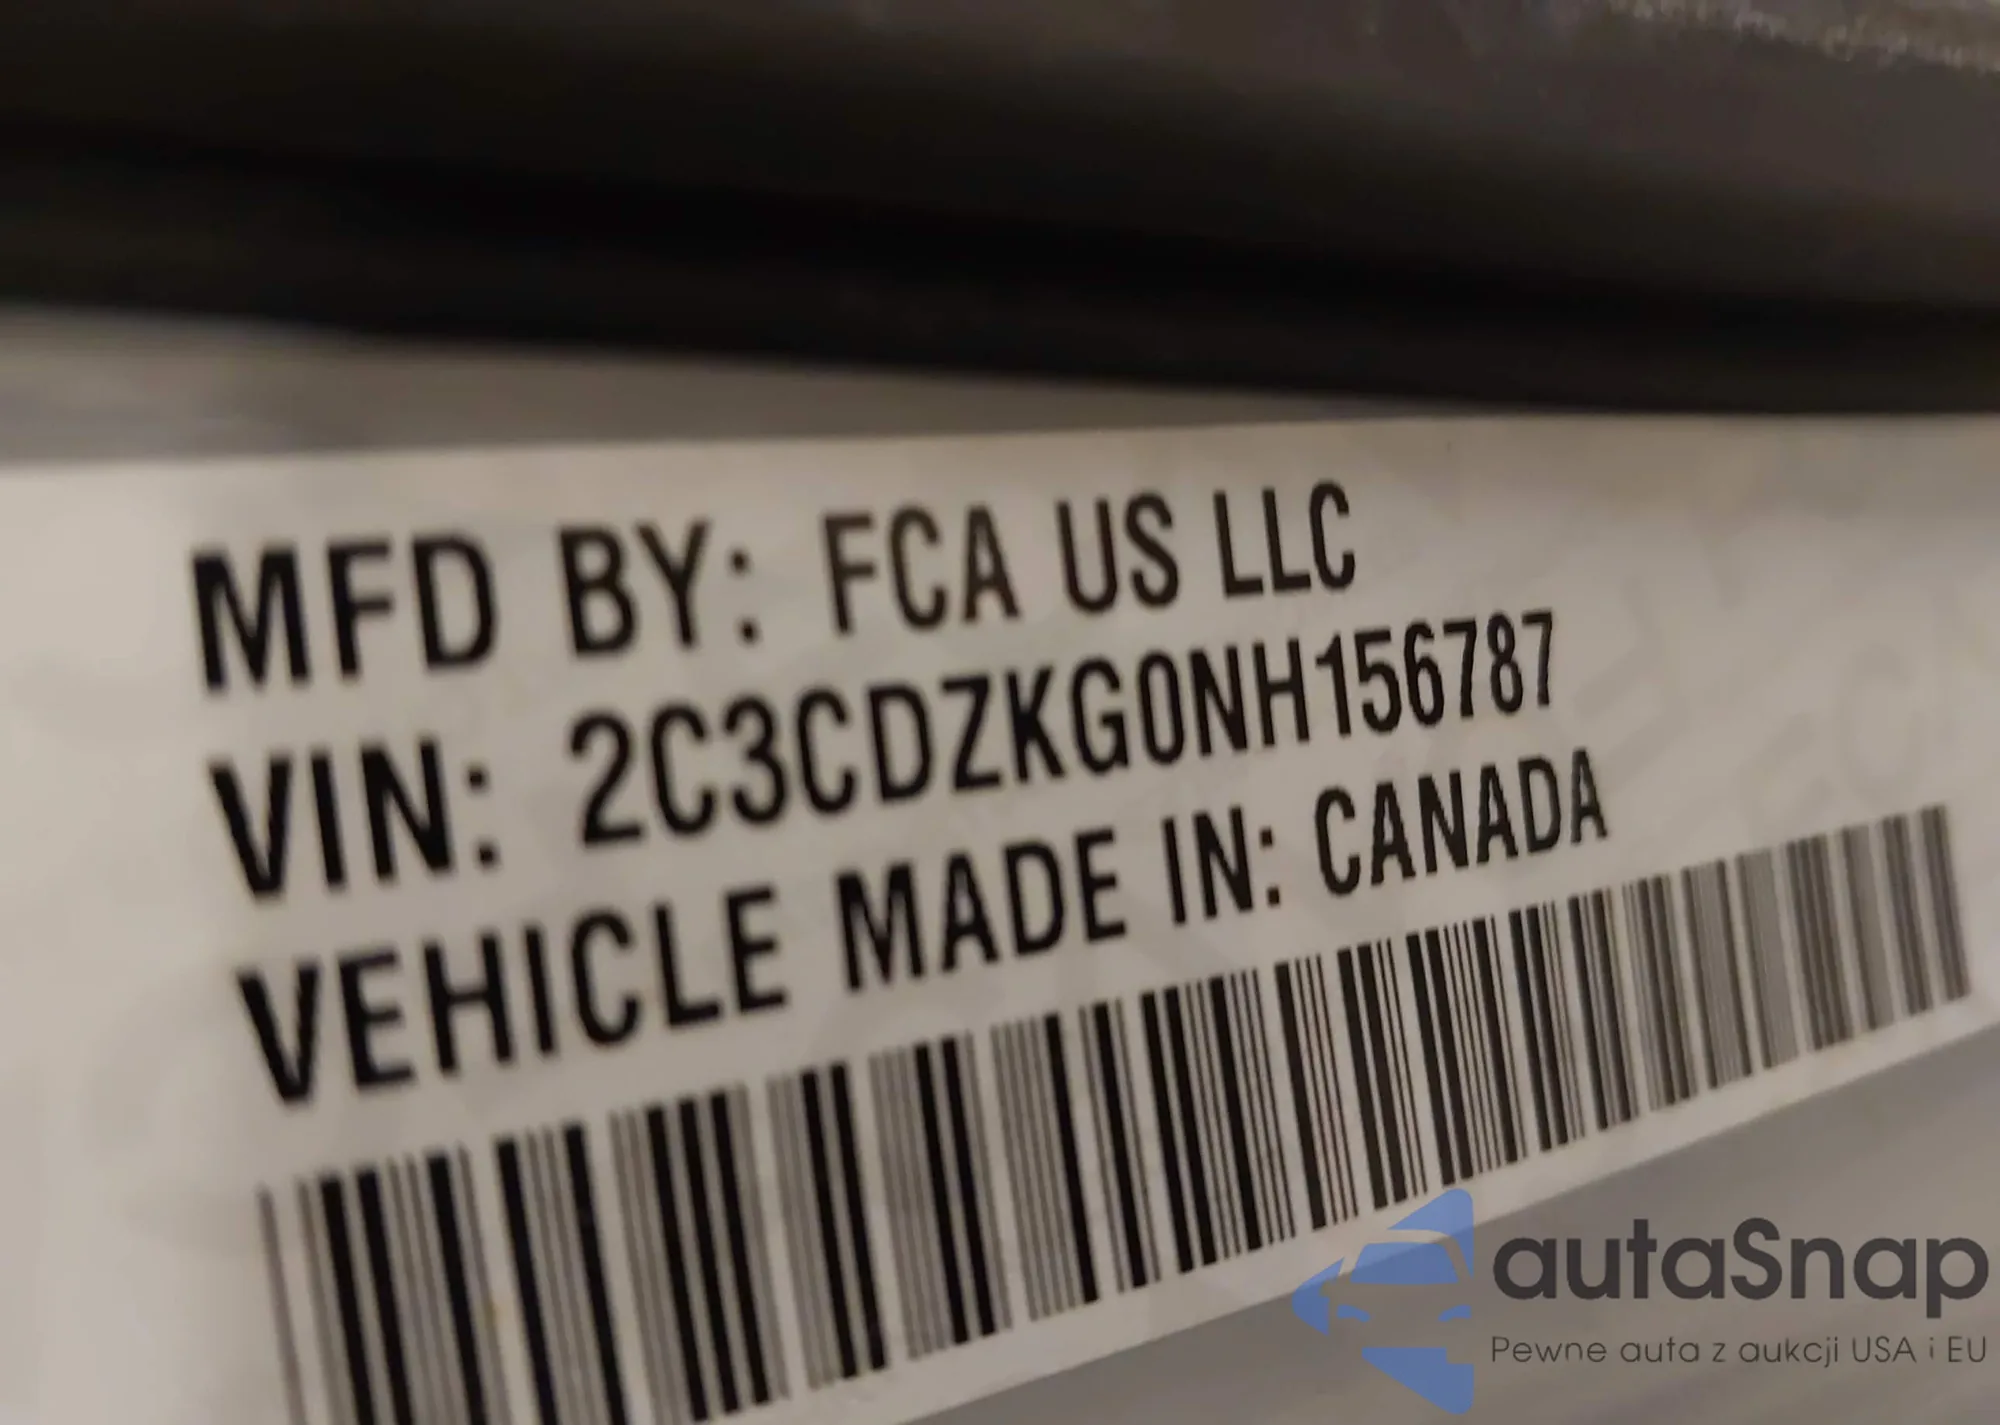 MFD BY: FCA US LLC
VIN: 2C3CDZKG0NH156787
VEHICLE MADE IN: CANADA
autaSnap
Pewne auta z aukcji USA i EU